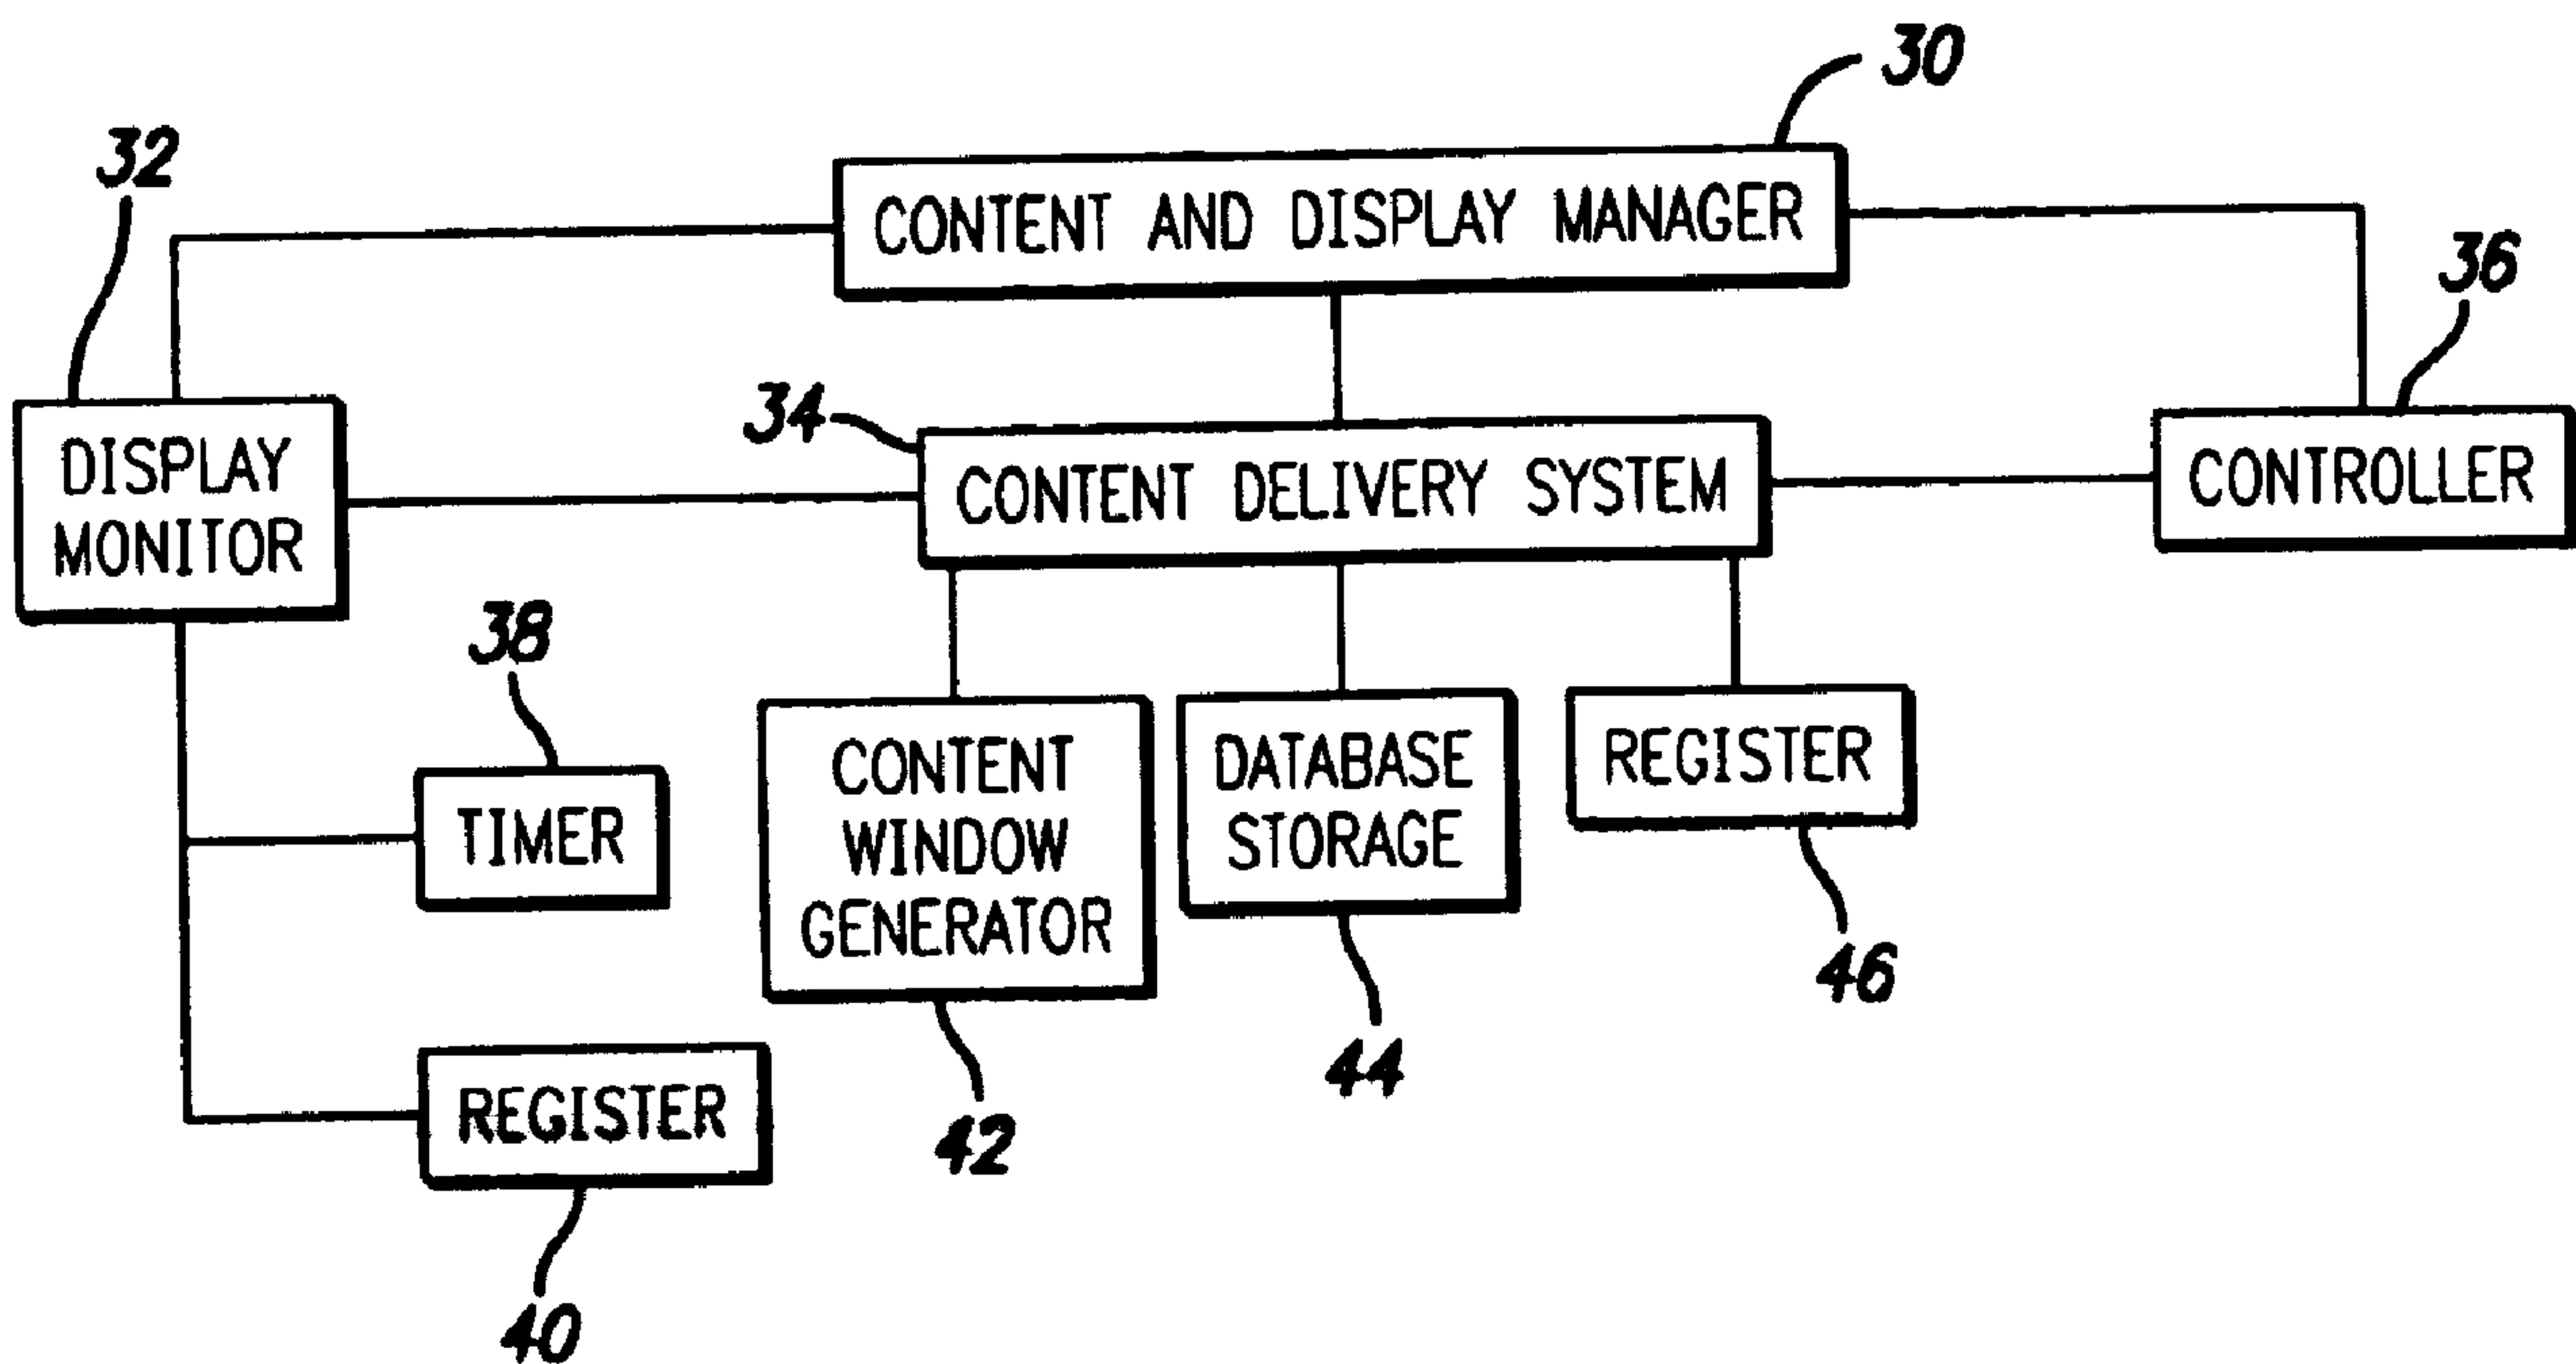 30
32
CONTENT AND DISPLAY MANAGER
36
34
DISPLAY
MONITOR
CONTENT DELIVERY SYSTEM
CONTROLLER
38
TIMER
CONTENT
WINDOW
GENERATOR
DATABASE
STORAGE
REGISTER
46
44
42
REGISTER
40